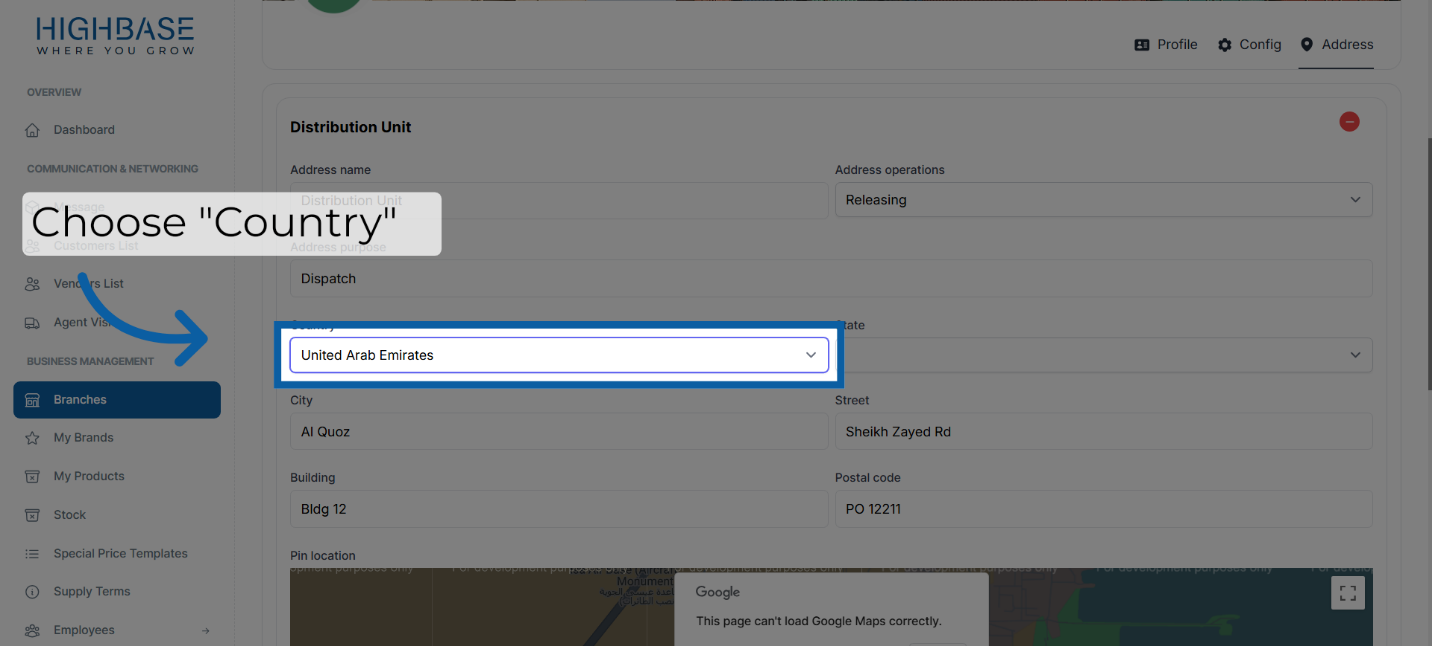 HIGHBASE
WHERE YOU GROW
Profile
Config
Address
OVERVIEW
Dashboard
COMMUNICATION & NETWORKING
Message
Customers List
Choose "Country"
Vendors List
Agent
BUSINESS MANAGEMENT
Branches
My Brands
My Products
Stock
Special Price Templates
Supply Terms
Employees
Distribution Unit
Address name
Address operations
Distribution Unit
Releasing
Address purpose
Dispatch
Country
State
United Arab Emirates
City
Street
Al Quoz
Sheikh Zayed Rd
Building
Postal code
Bldg 12
PO 12211
Pin location
For development purposes only
Monument
Google
This page can't load Google Maps correctly.